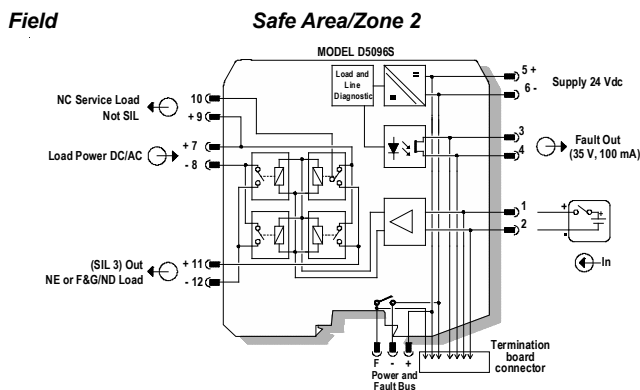 Field
Safe Area/Zone 2
MODEL D5096S
Load and
Line
Diagnostic
=
5 +
6 -
Supply 24 Vdc
NC Service Load
Not SIL
10
+ 9
3
4
Fault Out
(35 V, 100 mA)
Load Power DC/AC
+ 7
- 8
1
2
+
-
In
(SIL 3) Out
NE or F&G/ND Load
+ 11
- 12
F - +
Power and
Fault Bus
Termination
board
connector